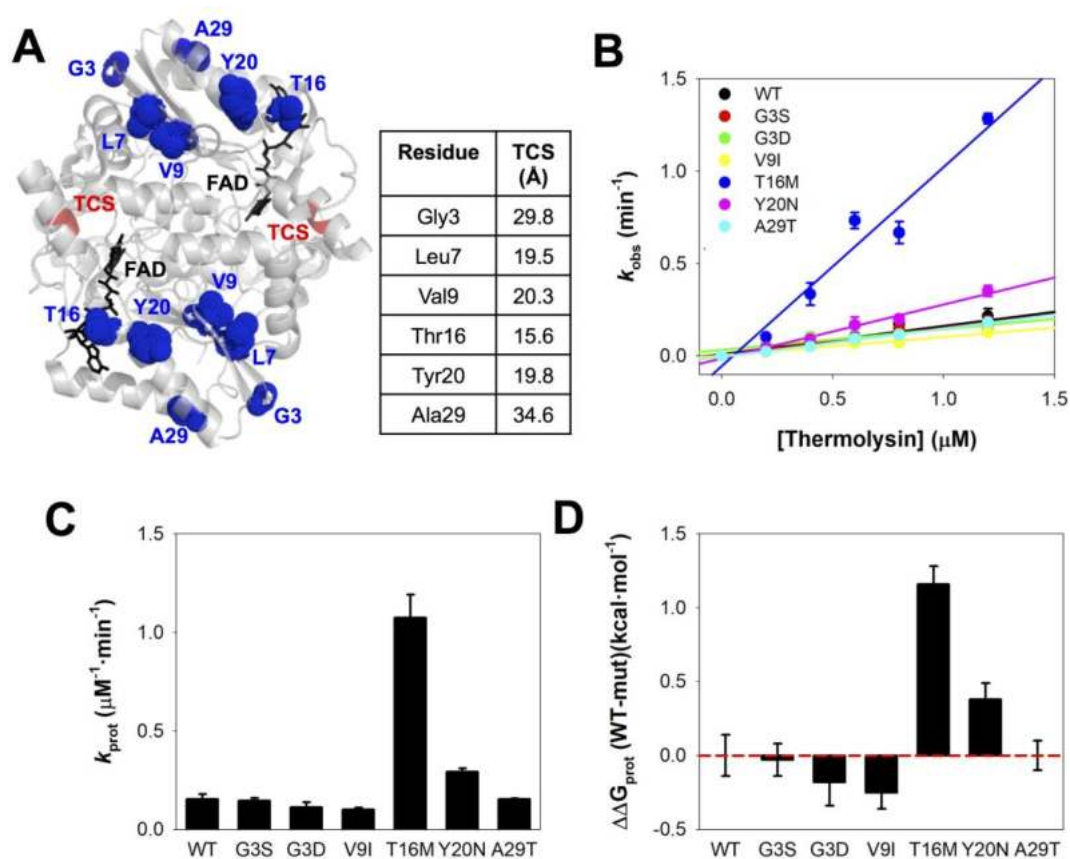 A
A29
Y20
G3
T16
L7
V9
FAD
TCS
TCS
FAD
V9
T16
Y20
L7
G3
A29
Residue TCS (Å)
Gly3 29.8
Leu7 19.5
Val9 20.3
Thr16 15.6
Tyr20 19.8
Ala29 34.6
B
WT
G3S
G3D
V9I
T16M
Y20N
A29T
1.5
1.0
0.5
0.0
k_obs (min⁻¹)
0.0 0.5 1.0 1.5
[Thermolysin] (μM)
C
1.5
1.0
0.5
0.0
k_prot (μM⁻¹·min⁻¹)
WT G3S G3D V9I T16M Y20N A29T
D
1.5
1.0
0.5
0.0
-0.5
ΔΔG_prot (WT-mut)(kcal·mol⁻¹)
WT G3S G3D V9I T16M Y20N A29T